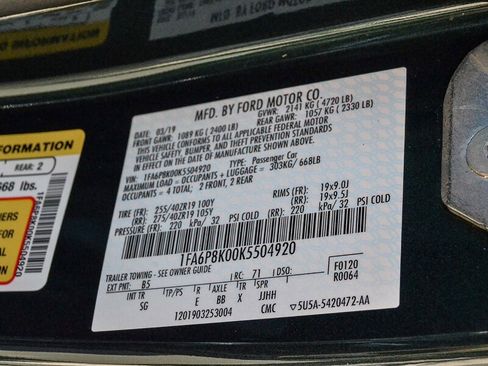 MFD. BY FORD MOTOR CO.
03/19
GVWR: 2141 KG ( 4720 LB)
FRONT GAWR: 1089 KG ( 2400 LB)
REAR GAWR: 1057 KG ( 2330 LB)
THIS VEHICLE CONFORMS TO ALL APPLICABLE FEDERAL MOTOR
VEHICLE SAFETY, BUMPER, AND THEFT PREVENTION STANDARDS
IN EFFECT ON THE DATE OF MANUFACTURE SHOWN ABOVE.
VIN: 1FA6P8K00K5504920
TYPE: Passenger Car
MAXIMUM LOAD = OCCUPANTS + LUGGAGE = 303KG/ 668LB
OCCUPANTS = 4 TOTAL: 2 FRONT, 2 REAR
TIRE (FR): 255/40ZR19 100Y RIMS (FR): 19x9.0J
(RR): 275/40ZR19 105Y (RR): 19x9.5J
PRESSURE (FR): 220 kPa/ 32 PSI COLD (RR): 220 kPa/ 32 PSI COLD
1FA6P8K00K5504920
TRAILER TOWING - SEE OWNER GUIDE
EXT PNT: B5 RC: 71 DSO: F0120
R0064
INT TR TP/PS R AXLE TR SPR
SG E BB X JJHH
1201903253004 CMC 5U5A-5420472-AA
FORMATION
REAR: 2
668 lbs.
1FA6P8K00K5504920